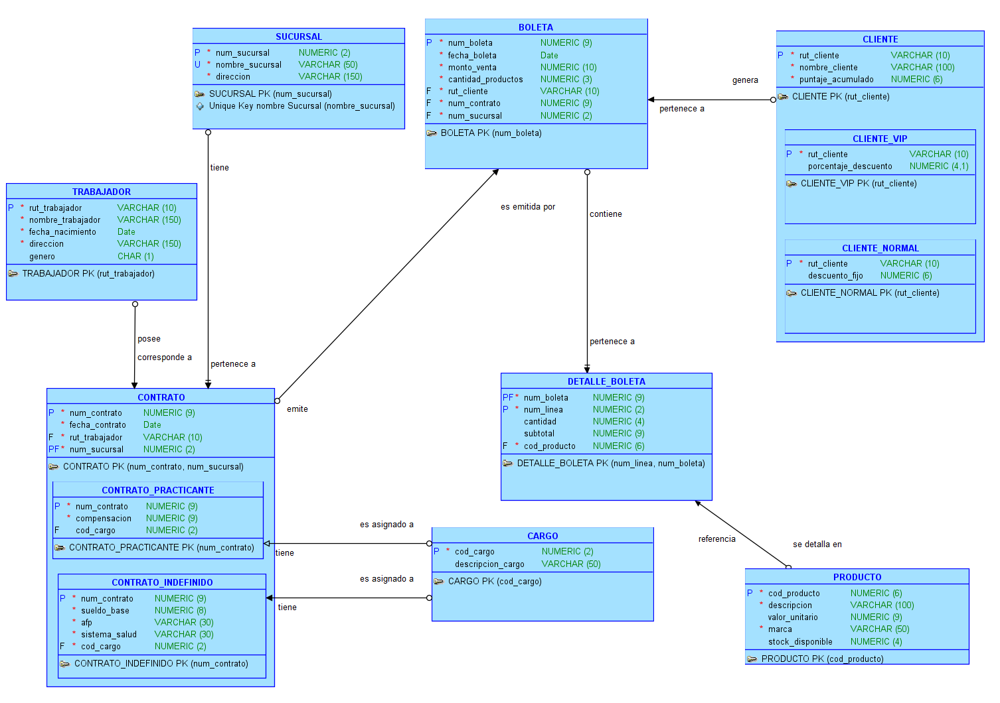 SUCURSAL
P * num_sucursal NUMERIC (2)
U * nombre_sucursal VARCHAR (50)
* direccion VARCHAR (150)
SUCURSAL PK (num_sucursal)
Unique Key nombre Sucursal (nombre_sucursal)
BOLETA
P * num_boleta NUMERIC (9)
* fecha_boleta Date
* monto_venta NUMERIC (10)
* cantidad_productos NUMERIC (3)
F * rut_cliente VARCHAR (10)
F * num_contrato NUMERIC (9)
F * num_sucursal NUMERIC (2)
BOLETA PK (num_boleta)
genera
pertenece a
CLIENTE
P * rut_cliente VARCHAR (10)
* nombre_cliente VARCHAR (100)
* puntaje_acumulado NUMERIC (6)
CLIENTE PK (rut_cliente)
CLIENTE_VIP
P * rut_cliente VARCHAR (10)
porcentaje_descuento NUMERIC (4,1)
CLIENTE_VIP PK (rut_cliente)
CLIENTE_NORMAL
P * rut_cliente VARCHAR (10)
descuento_fijo NUMERIC (6)
CLIENTE_NORMAL PK (rut_cliente)
tiene
pertenece a
TRABAJADOR
P * rut_trabajador VARCHAR (10)
* nombre_trabajador VARCHAR (150)
* fecha_nacimiento Date
* direccion VARCHAR (150)
genero CHAR (1)
TRABAJADOR PK (rut_trabajador)
posee
corresponde a
es emitida por
emite
contiene
pertenece a
CONTRATO
P * num_contrato NUMERIC (9)
* fecha_contrato Date
F * rut_trabajador VARCHAR (10)
PF * num_sucursal NUMERIC (2)
CONTRATO PK (num_contrato, num_sucursal)
CONTRATO_PRACTICANTE
P * num_contrato NUMERIC (9)
* compensacion NUMERIC (9)
F cod_cargo NUMERIC (2)
CONTRATO_PRACTICANTE PK (num_contrato)
CONTRATO_INDEFINIDO
P * num_contrato NUMERIC (9)
* sueldo_base NUMERIC (8)
* afp VARCHAR (30)
* sistema_salud VARCHAR (30)
F * cod_cargo NUMERIC (2)
CONTRATO_INDEFINIDO PK (num_contrato)
es asignado a
tiene
es asignado a
tiene
DETALLE_BOLETA
PF * num_boleta NUMERIC (9)
P * num_linea NUMERIC (2)
cantidad NUMERIC (4)
subtotal NUMERIC (9)
F * cod_producto NUMERIC (6)
DETALLE_BOLETA PK (num_linea, num_boleta)
CARGO
P * cod_cargo NUMERIC (2)
descripcion_cargo VARCHAR (50)
CARGO PK (cod_cargo)
referencia
se detalla en
PRODUCTO
P * cod_producto NUMERIC (6)
* descripcion VARCHAR (100)
valor_unitario NUMERIC (9)
* marca VARCHAR (50)
stock_disponible NUMERIC (4)
PRODUCTO PK (cod_producto)